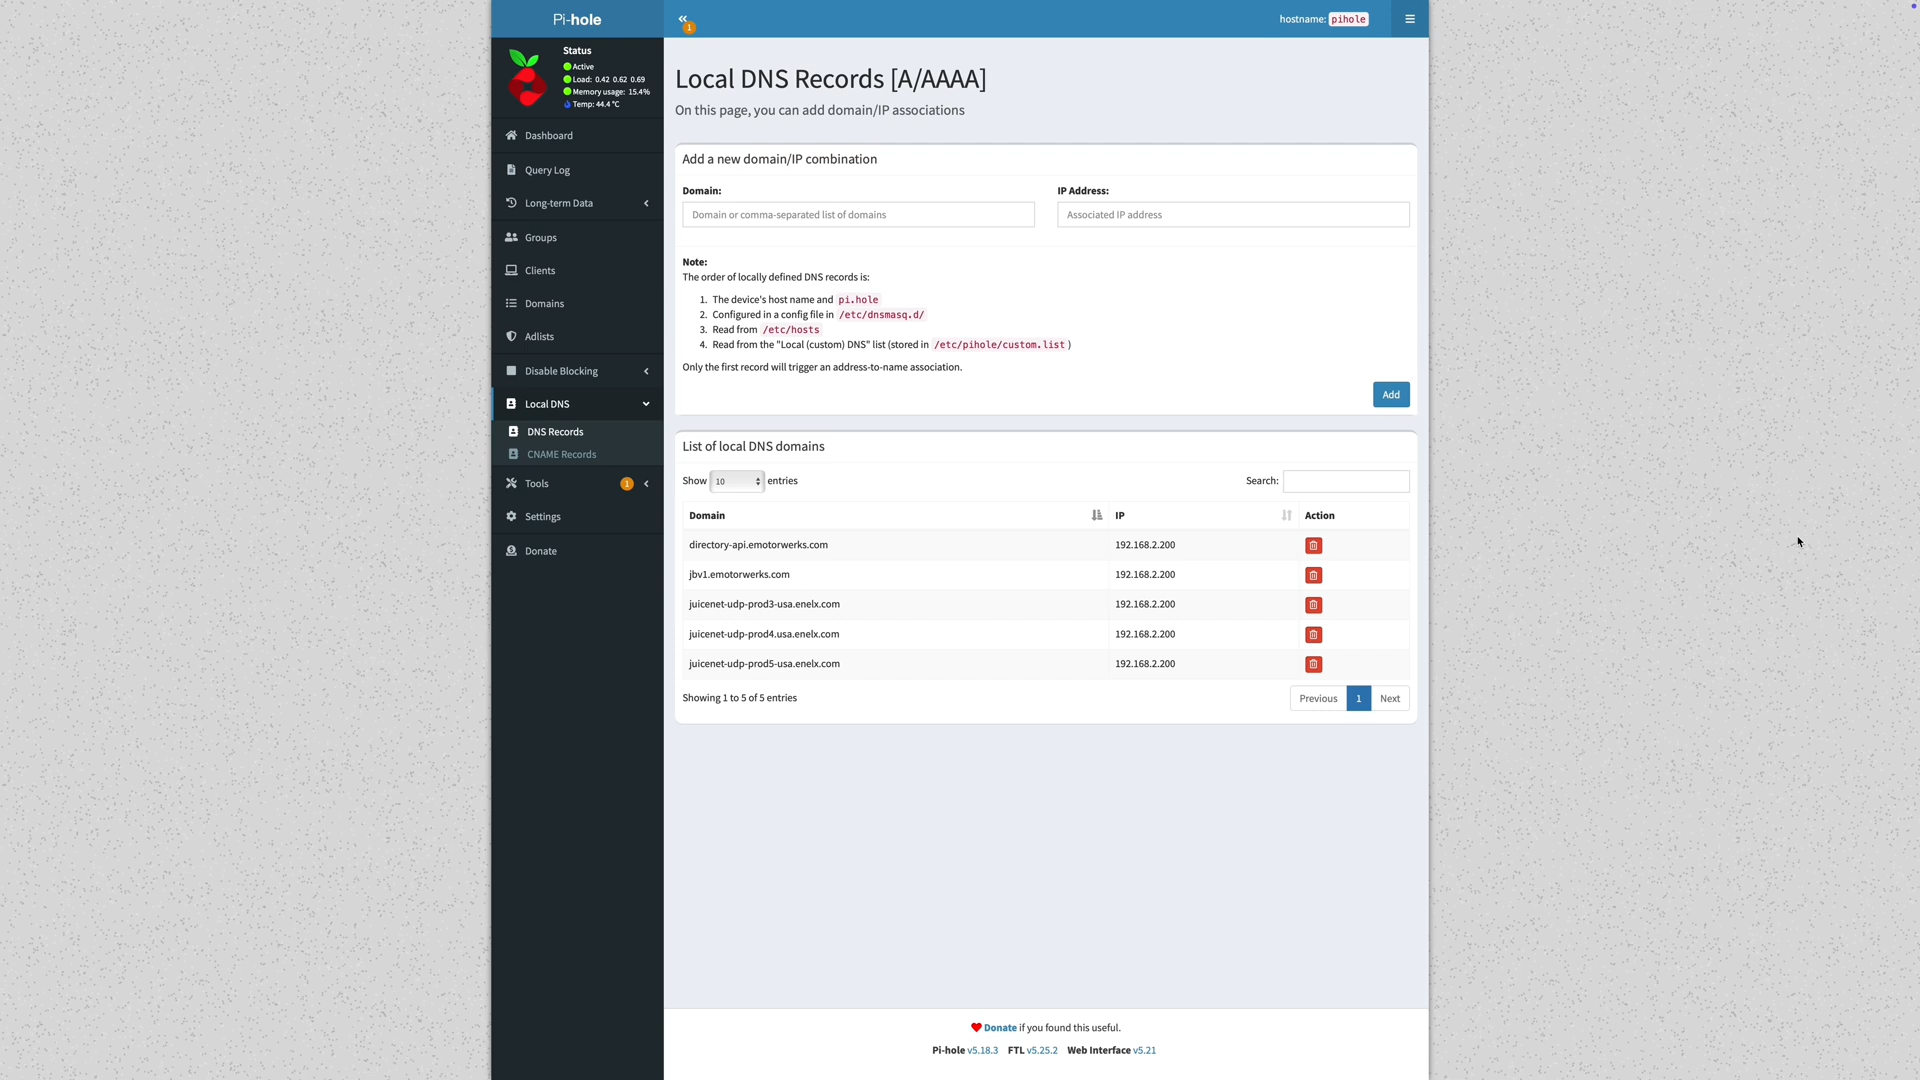 Pi-hole
1
hostname: pihole
Status
Active
Load: 0.42 0.62 0.69
Memory usage: 15.4%
Temp: 44.4 °C
Dashboard
Query Log
Long-term Data
Groups
Clients
Domains
Adlists
Disable Blocking
Local DNS
DNS Records
CNAME Records
Tools 1
Settings
Donate
Local DNS Records [A/AAAA]
On this page, you can add domain/IP associations
Add a new domain/IP combination
Domain: IP Address:
Domain or comma-separated list of domains Associated IP address
Note:
The order of locally defined DNS records is:
1. The device's host name and pi.hole
2. Configured in a config file in /etc/dnsmasq.d/
3. Read from /etc/hosts
4. Read from the "Local (custom) DNS" list (stored in /etc/pihole/custom.list )
Only the first record will trigger an address-to-name association.
Add
List of local DNS domains
Show 10 entries Search:
Domain IP Action
directory-api.emotorwerks.com 192.168.2.200
jbv1.emotorwerks.com 192.168.2.200
juicenet-udp-prod3-usa.enelx.com 192.168.2.200
juicenet-udp-prod4.usa.enelx.com 192.168.2.200
juicenet-udp-prod5-usa.enelx.com 192.168.2.200
Showing 1 to 5 of 5 entries Previous 1 Next
Donate if you found this useful.
Pi-hole v5.18.3 FTL v5.25.2 Web Interface v5.21